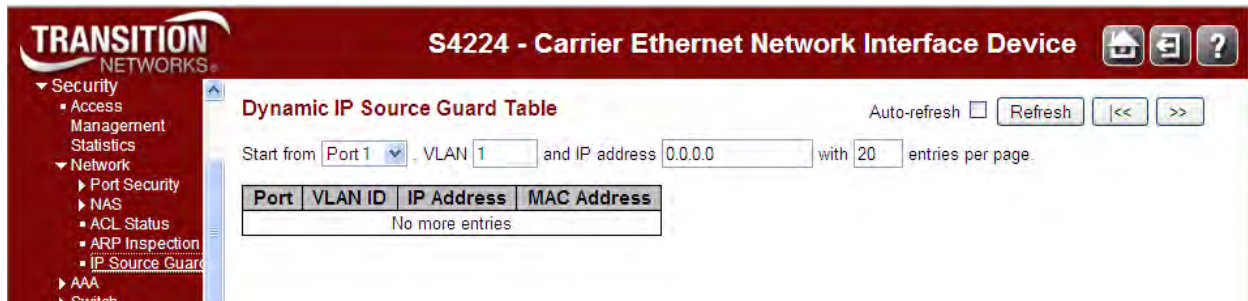 TRANSITION
NETWORKS®
S4224 - Carrier Ethernet Network Interface Device
?
Security
Access
Management
Statistics
Network
Port Security
NAS
ACL Status
ARP Inspection
IP Source Guard
AAA
Switch
Dynamic IP Source Guard Table
Auto-refresh Refresh |<< >>
Start from Port 1 , VLAN 1 and IP address 0.0.0.0 with 20 entries per page.
Port VLAN ID IP Address MAC Address
No more entries